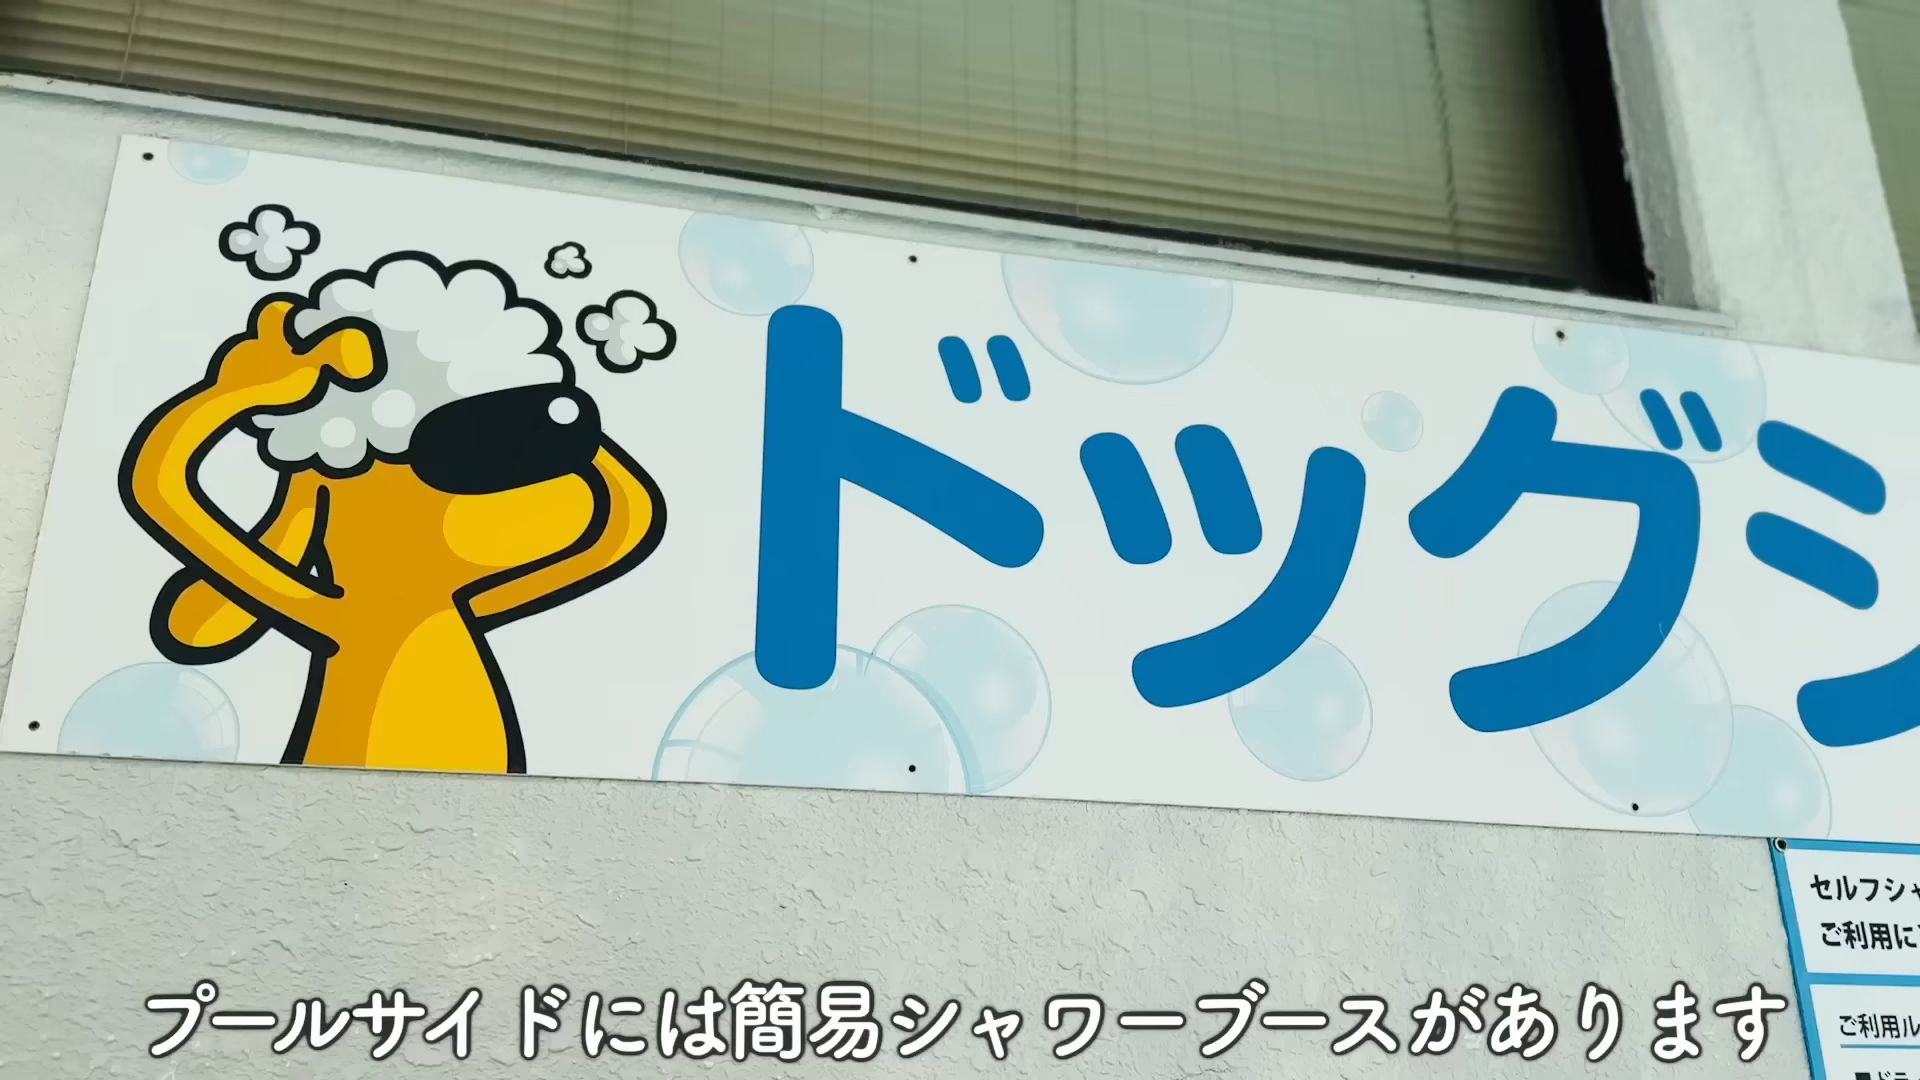 ドッグシ
セルフシャ
ご利用に
ご利用ル
プールサイドには簡易シャワーブースがあります